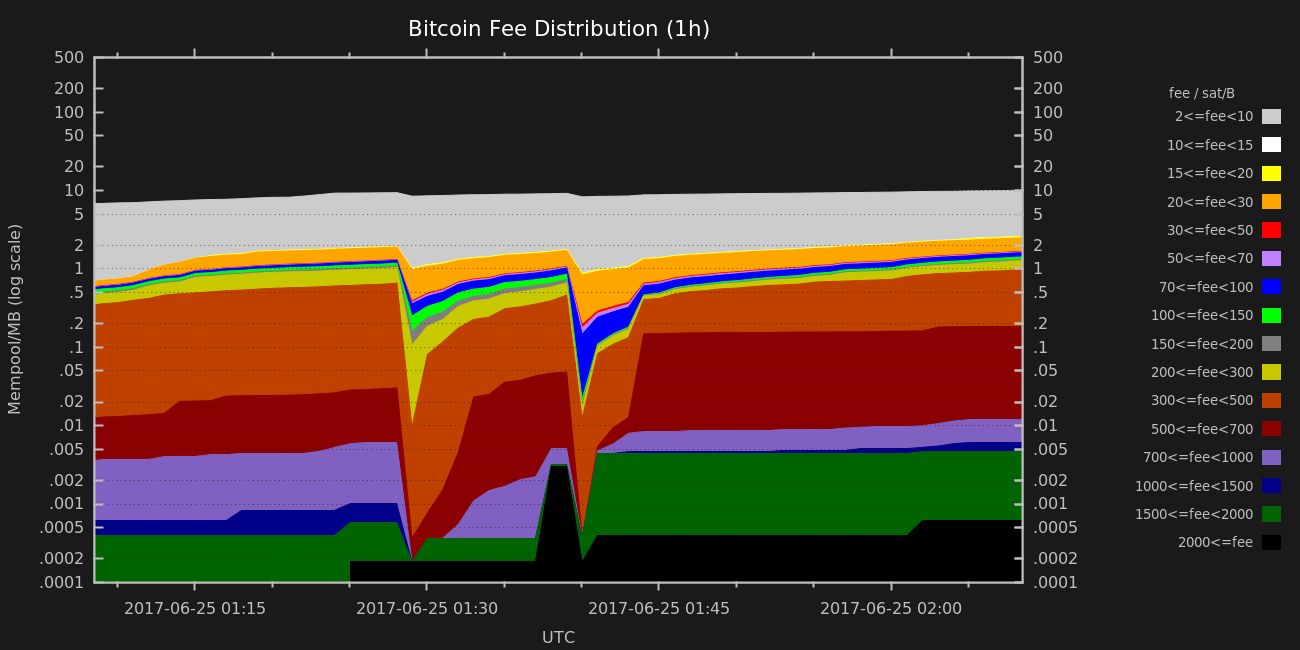 Bitcoin Fee Distribution (1h)
Mempool/MB (log scale)
500
200
100
50
20
10
5
2
1
.5
.2
.1
.05
.02
.01
.005
.002
.001
.0005
.0002
.0001
500
200
100
50
20
10
5
2
1
.5
.2
.1
.05
.02
.01
.005
.002
.001
.0005
.0002
.0001
2017-06-25 01:15
2017-06-25 01:30
2017-06-25 01:45
2017-06-25 02:00
UTC
fee / sat/B
2<=fee<10
10<=fee<15
15<=fee<20
20<=fee<30
30<=fee<50
50<=fee<70
70<=fee<100
100<=fee<150
150<=fee<200
200<=fee<300
300<=fee<500
500<=fee<700
700<=fee<1000
1000<=fee<1500
1500<=fee<2000
2000<=fee